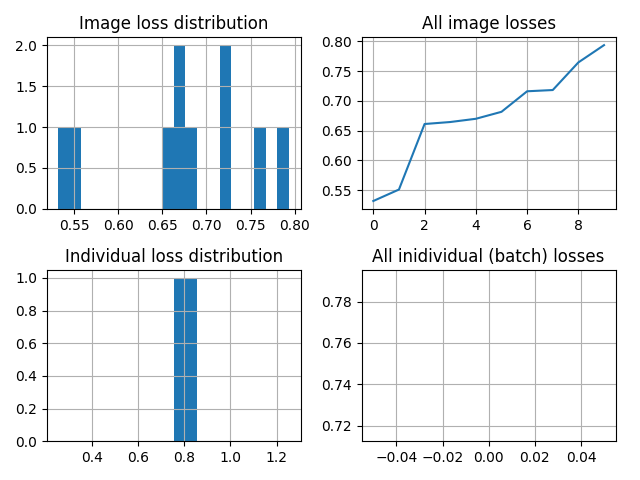 Image loss distribution
2.0
1.5
1.0
0.5
0.0
0.55 0.60 0.65 0.70 0.75 0.80
All image losses
0.80
0.75
0.70
0.65
0.60
0.55
0 2 4 6 8
Individual loss distribution
1.0
0.8
0.6
0.4
0.2
0.0
0.4 0.6 0.8 1.0 1.2
All inidividual (batch) losses
0.78
0.76
0.74
0.72
−0.04 −0.02 0.00 0.02 0.04